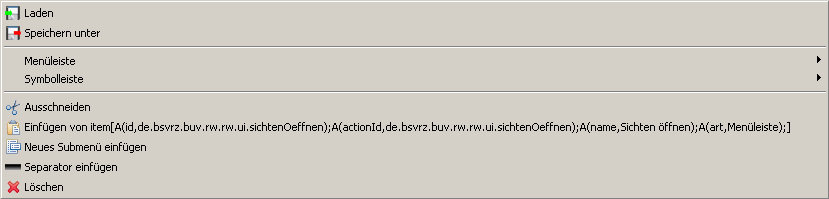 Laden
Speichern unter
Menüleiste
Symbolleiste
Ausschneiden
Einfügen von item[A(id,de.bsvrz.buv.rw.rw.ui.sichtenOeffnen);A(actionId,de.bsvrz.buv.rw.rw.ui.sichtenOeffnen);A(name,Sichten öffnen);A(art,Menüleiste);]
Neues Submenü einfügen
Separator einfügen
Löschen